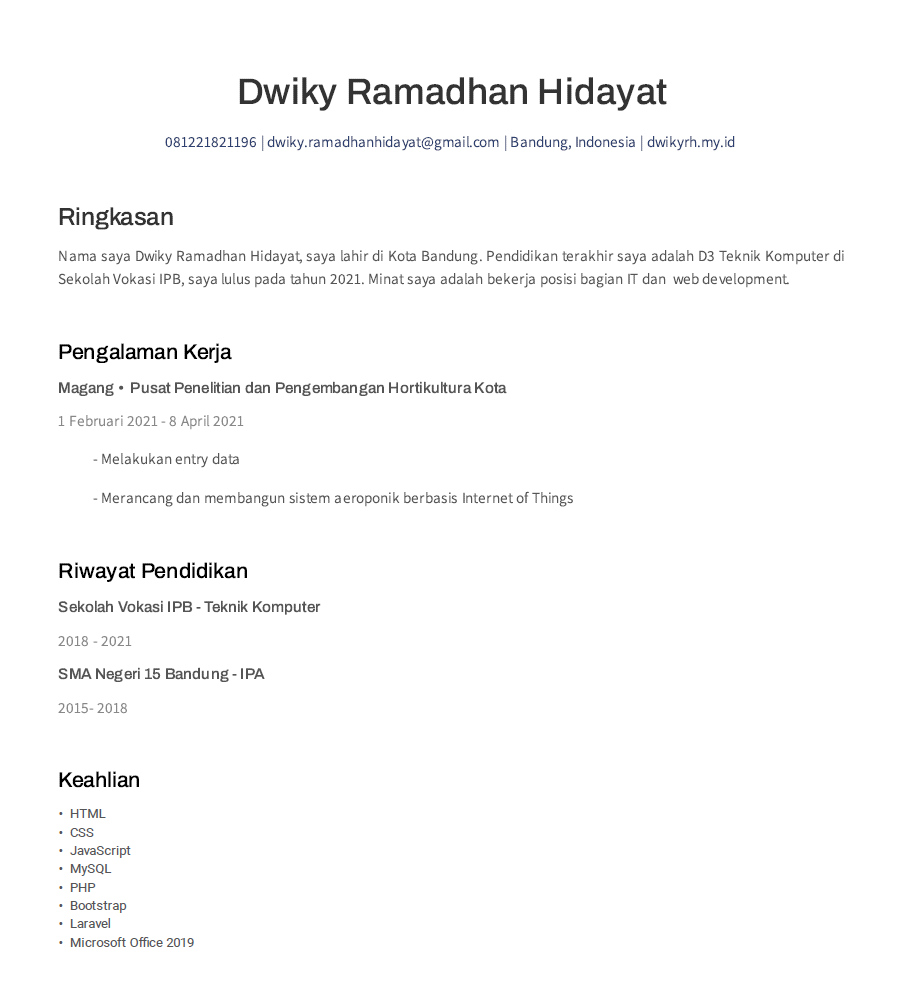 Dwiky Ramadhan Hidayat
081221821196 | dwiky.ramadhanhidayat@gmail.com | Bandung, Indonesia | dwikyrh.my.id
Ringkasan
Nama saya Dwiky Ramadhan Hidayat, saya lahir di Kota Bandung. Pendidikan terakhir saya adalah D3 Teknik Komputer di
Sekolah Vokasi IPB, saya lulus pada tahun 2021. Minat saya adalah bekerja posisi bagian IT dan  web development.
Pengalaman Kerja
Magang • Pusat Penelitian dan Pengembangan Hortikultura Kota
1 Februari 2021 - 8 April 2021
- Melakukan entry data
- Merancang dan membangun sistem aeroponik berbasis Internet of Things
Riwayat Pendidikan
Sekolah Vokasi IPB - Teknik Komputer
2018 - 2021
SMA Negeri 15 Bandung - IPA
2015- 2018
Keahlian
• HTML
• CSS
• JavaScript
• MySQL
• PHP
• Bootstrap
• Laravel
• Microsoft Office 2019